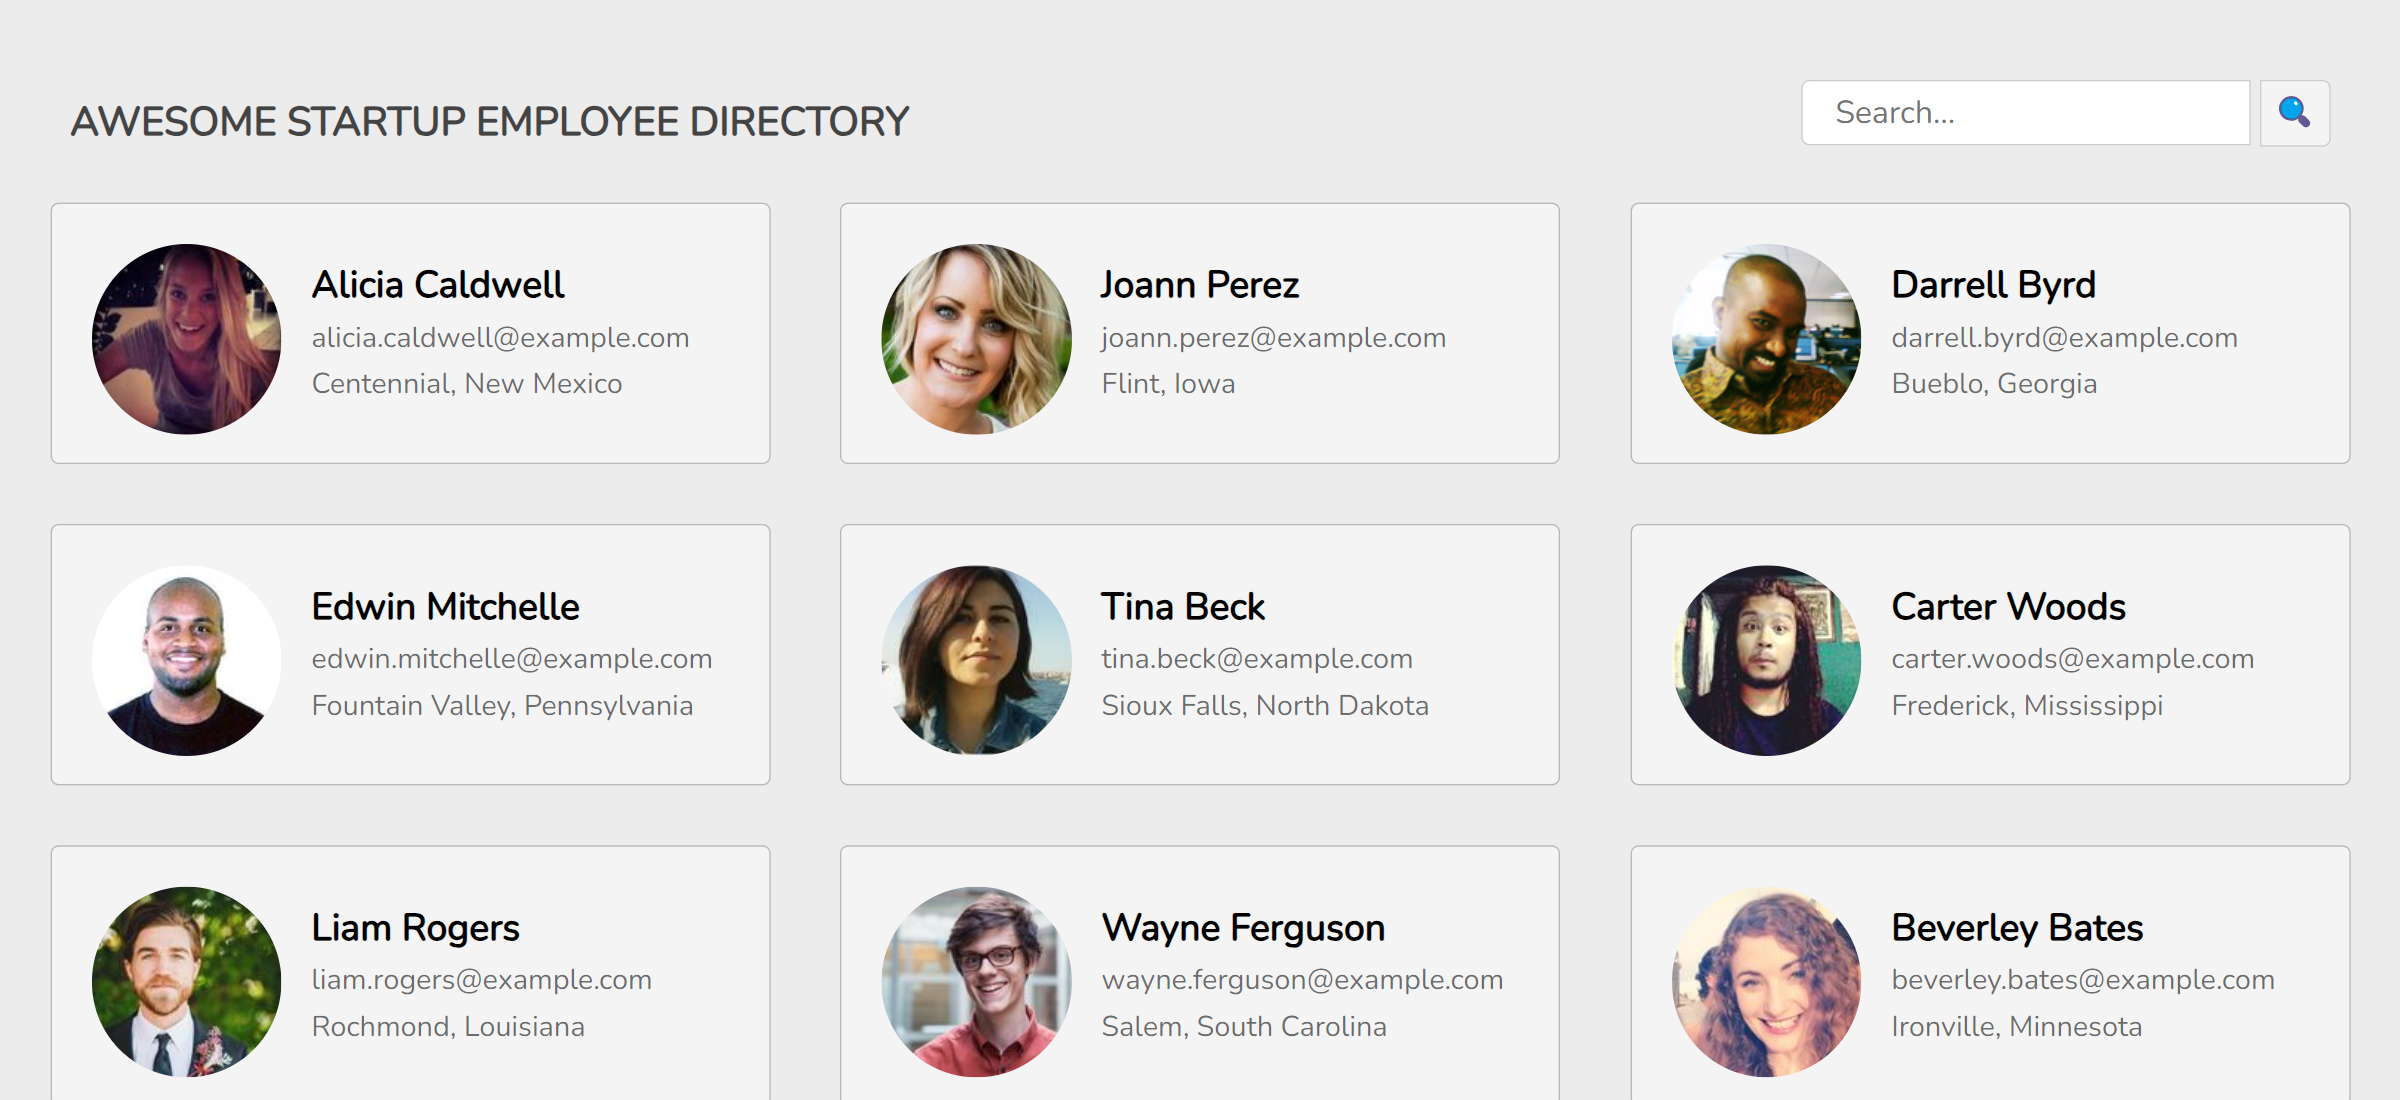 AWESOME STARTUP EMPLOYEE DIRECTORY
Search...
Alicia Caldwell
alicia.caldwell@example.com
Centennial, New Mexico
Joann Perez
joann.perez@example.com
Flint, Iowa
Darrell Byrd
darrell.byrd@example.com
Bueblo, Georgia
Edwin Mitchelle
edwin.mitchelle@example.com
Fountain Valley, Pennsylvania
Tina Beck
tina.beck@example.com
Sioux Falls, North Dakota
Carter Woods
carter.woods@example.com
Frederick, Mississippi
Liam Rogers
liam.rogers@example.com
Rochmond, Louisiana
Wayne Ferguson
wayne.ferguson@example.com
Salem, South Carolina
Beverley Bates
beverley.bates@example.com
Ironville, Minnesota